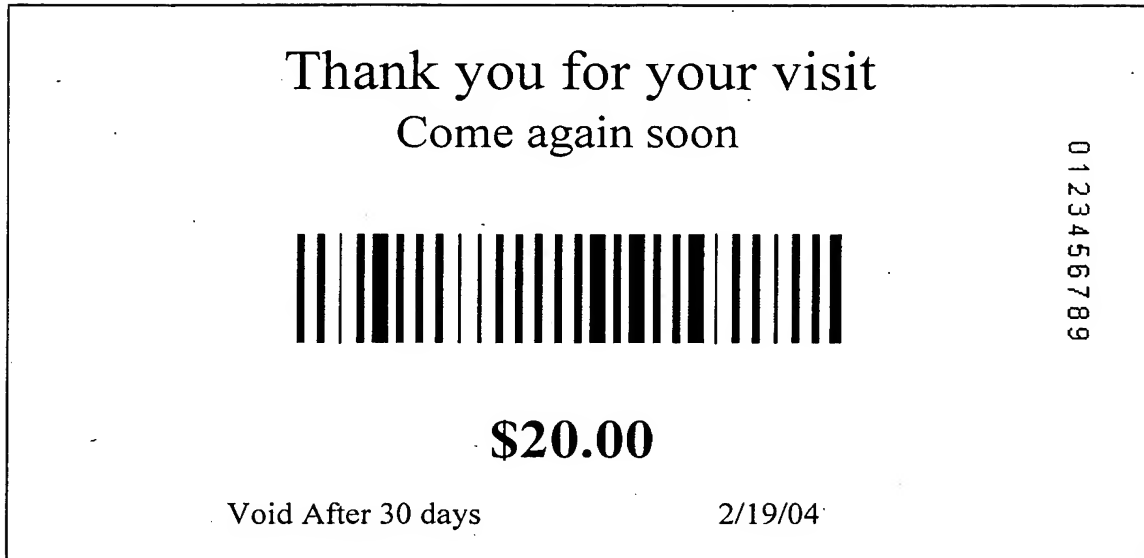 Thank you for your visit
Come again soon
0123456789
$20.00
Void After 30 days 2/19/04